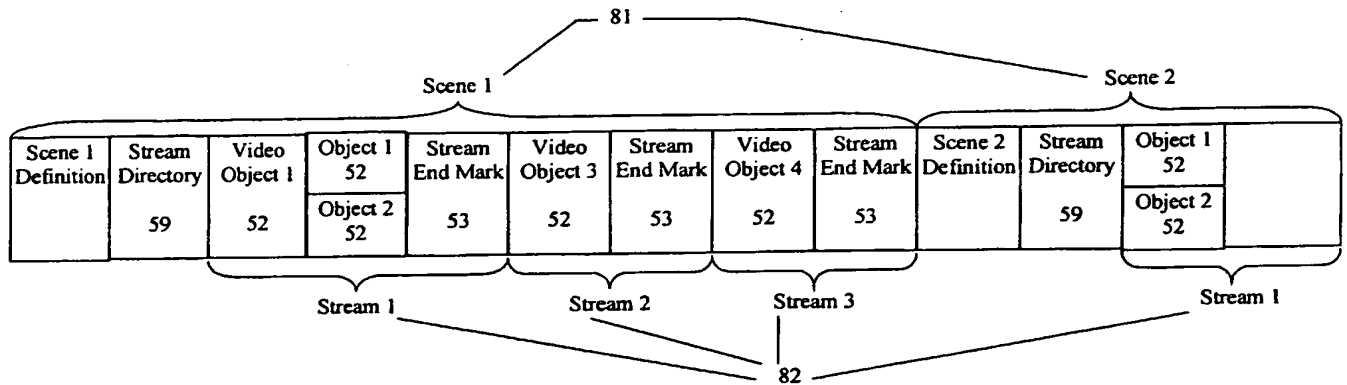 81
Scene 1
Scene 2
Scene 1
Definition
Stream
Directory
59
Video
Object 1
52
Object 1
52
Object 2
52
Stream
End Mark
53
Video
Object 3
52
Stream
End Mark
53
Video
Object 4
52
Stream
End Mark
53
Scene 2
Definition
Stream
Directory
59
Object 1
52
Object 2
52
Stream 1
Stream 2
Stream 3
Stream 1
82